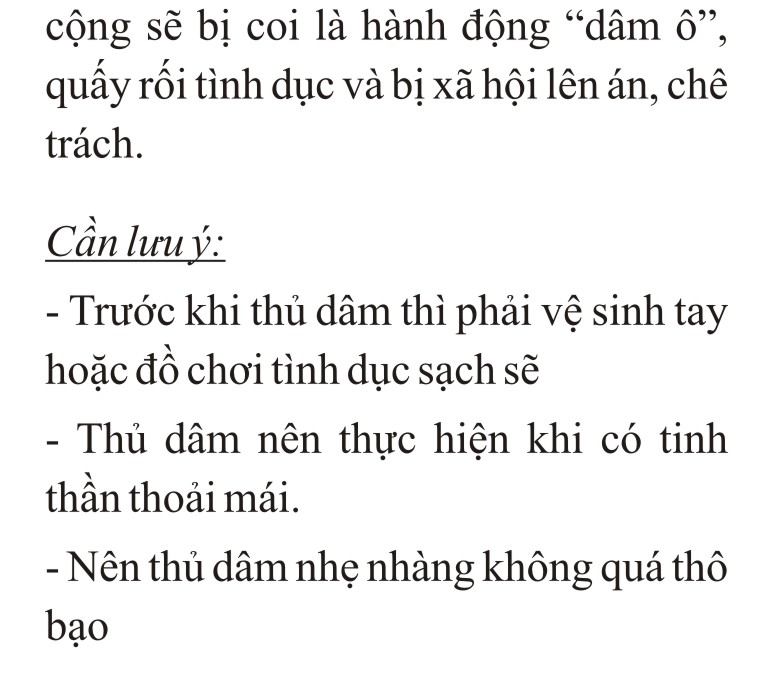 cộng sẽ bị coi là hành động “dâm ô”,
quấy rối tình dục và bị xã hội lên án, chê
trách.
Cần lưu ý:
- Trước khi thủ dâm thì phải vệ sinh tay
hoặc đồ chơi tình dục sạch sẽ
- Thủ dâm nên thực hiện khi có tinh
thần thoải mái.
- Nên thủ dâm nhẹ nhàng không quá thô
bạo